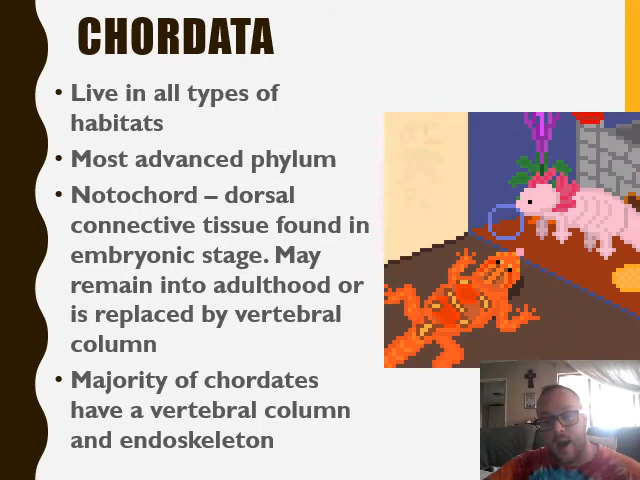 CHORDATA
• Live in all types of
habitats
• Most advanced phylum
• Notochord – dorsal
connective tissue found in
embryonic stage. May
remain into adulthood or
is replaced by vertebral
column
• Majority of chordates
have a vertebral column
and endoskeleton